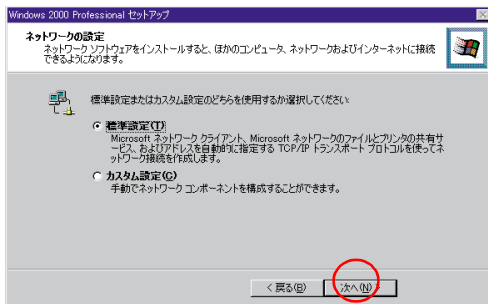 Windows 2000 Professional セットアップ
ネットワークの設定
ネットワーク ソフトウェアをインストールすると、ほかのコンピュータ、ネットワークおよびインターネットに接続
できるようになります。
標準設定またはカスタム設定のどちらを使用するか選択してください:
標準設定(T)
Microsoft ネットワーク クライアント、Microsoft ネットワークのファイルとプリンタの共有サ
ービス、およびアドレスを自動的に指定する TCP/IP トランスポート プロトコルを使ってネ
ットワーク接続を作成します。
カスタム設定(C)
手動でネットワーク コンポーネントを構成することができます。
< 戻る(B) 次へ(N) >